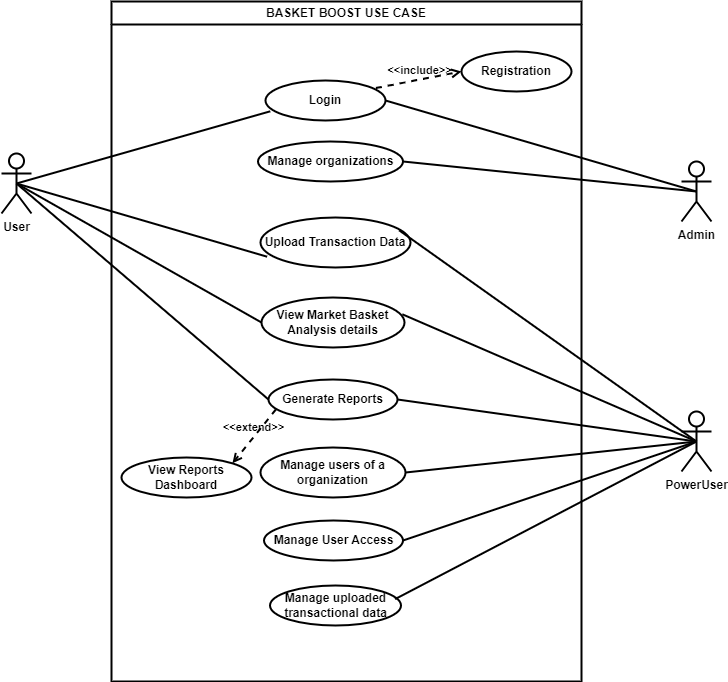 BASKET BOOST USE CASE
<<include>>
Registration
Login
Manage organizations
User
Admin
Upload Transaction Data
View Market Basket
Analysis details
Generate Reports
<<extend>>
View Reports
Dashboard
Manage users of a
organization
PowerUser
Manage User Access
Manage uploaded
transactional data